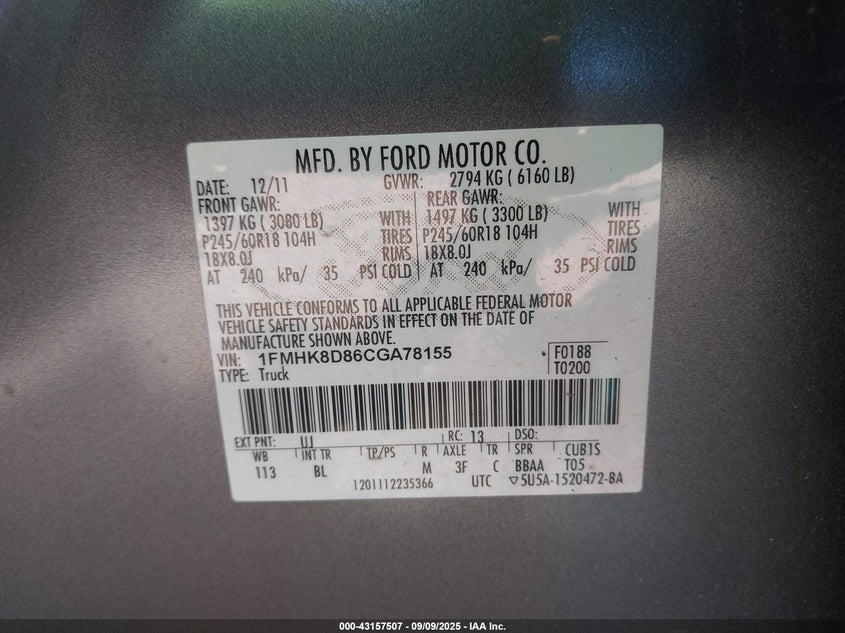 MFD. BY FORD MOTOR CO.
DATE: 12/11 GVWR: 2794 KG ( 6160 LB)
FRONT GAWR: REAR GAWR:
1397 KG ( 3080 LB) WITH 1497 KG ( 3300 LB) WITH
P245/60R18 104H TIRES P245/60R18 104H TIRES
18X8.0J RIMS 18X8.0J RIMS
AT 240 kPa/ 35 PSI COLD AT 240 kPa/ 35 PSI COLD
THIS VEHICLE CONFORMS TO ALL APPLICABLE FEDERAL MOTOR
VEHICLE SAFETY STANDARDS IN EFFECT ON THE DATE OF
MANUFACTURE SHOWN ABOVE.
VIN: 1FMHK8D86CGA78155 F0188
TYPE: Truck T0200
EXT PNT: UJ RC: 13 DSO:
WB INT TR TP/PS R AXLE TR SPR CUB1S
113 BL M 3F C BBAA T05
1201112235366 UTC ▽5U5A-1520472-BA
000-43157507 - 09/09/2025 - IAA Inc.